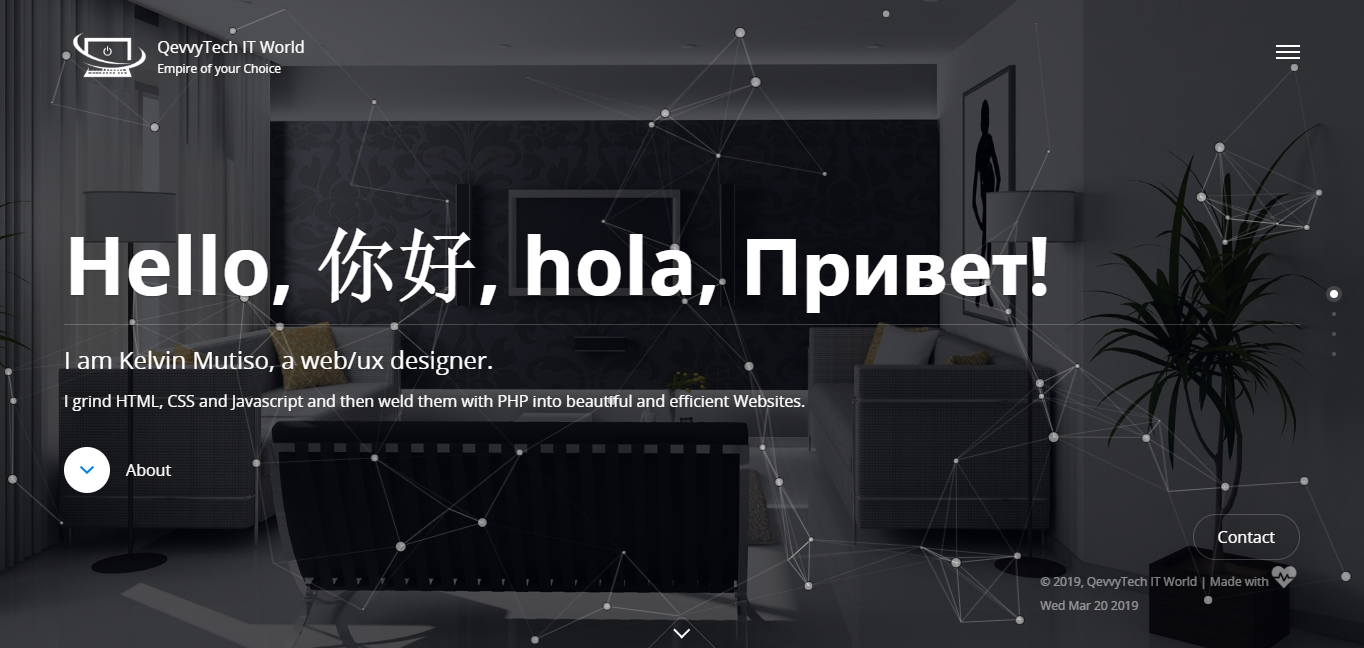 QevvyTech IT World
Empire of your Choice
Hello, 你好, hola, Привет!
I am Kelvin Mutiso, a web/ux designer.
I grind HTML, CSS and Javascript and then weld them with PHP into beautiful and efficient Websites.
About
Contact
© 2019, QevvyTech IT World | Made with
Wed Mar 20 2019